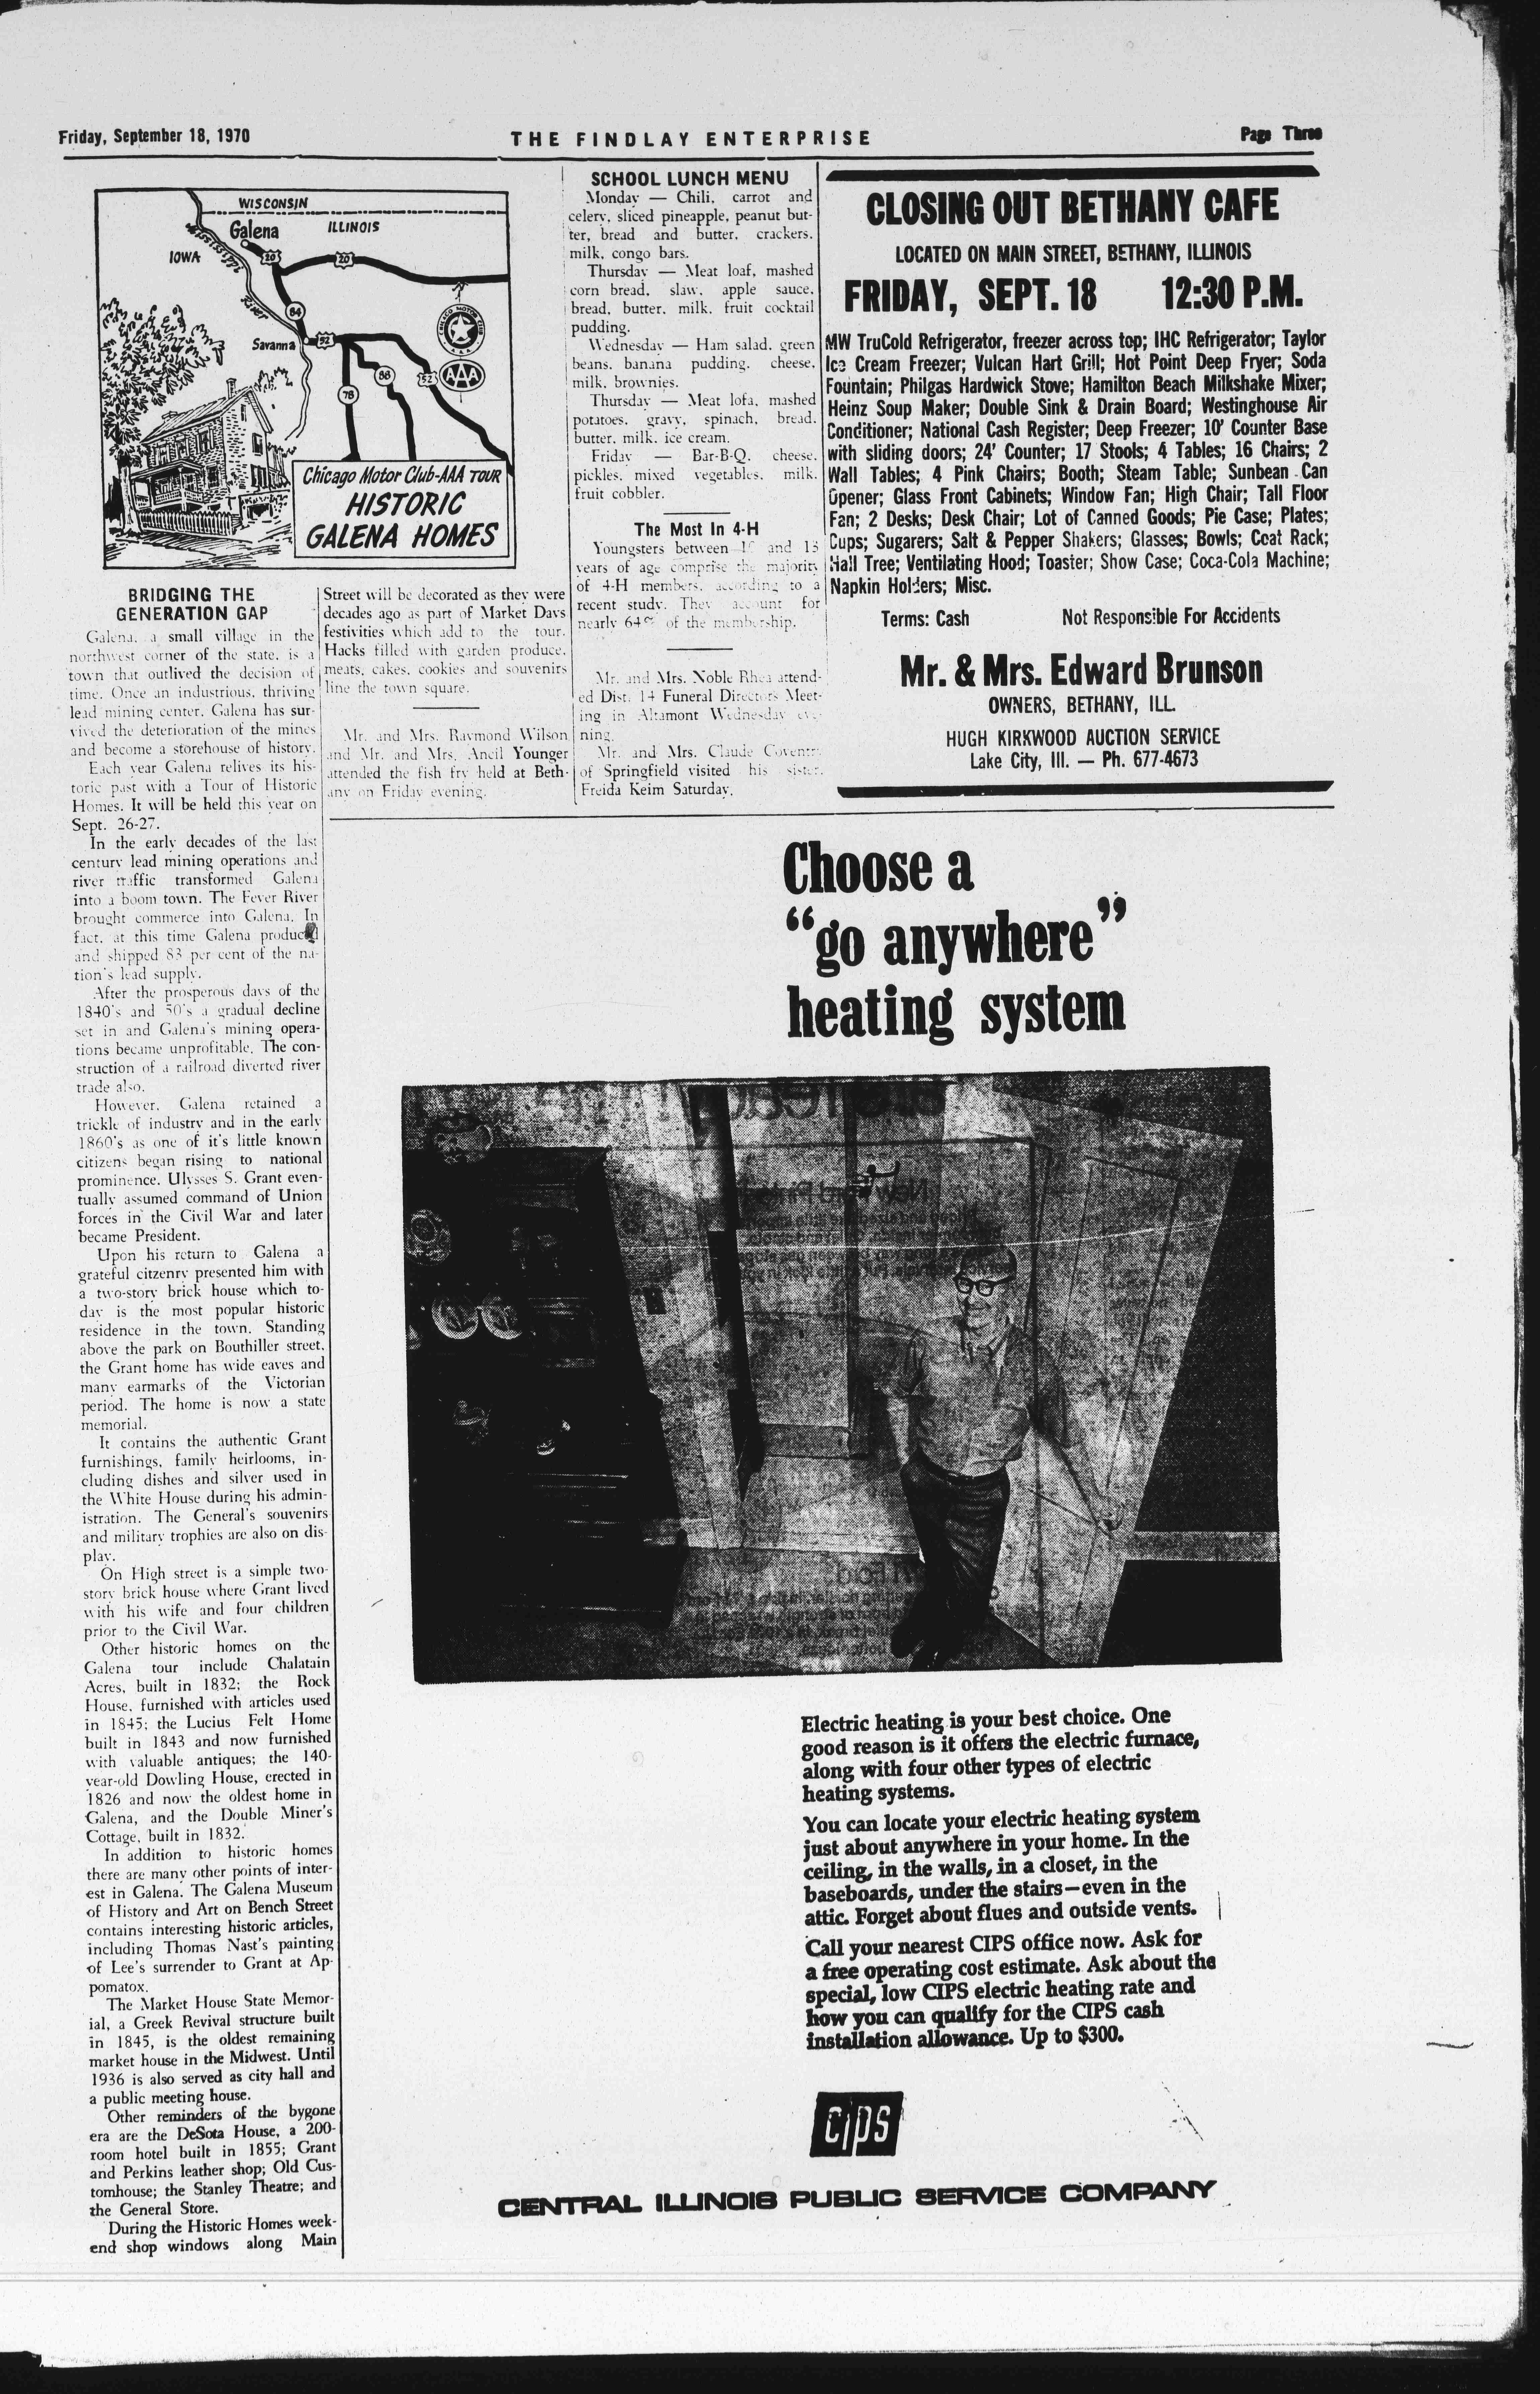 Friday, September 18, 1970
THE FINDLAY ENTERPRISE
Page Three
WISCONSIN
Galena
ILLINOIS
IOWA
MISSISSIPPI
River
20
20
84
Savanna
52
88
52
78
CHICAGO MOTOR CLUB
AAA
AAA
Chicago Motor Club-AAA TOUR
HISTORIC
GALENA HOMES
BRIDGING THE
GENERATION GAP
Galena, a small village in the
northwest corner of the state, is a
town that outlived the decision of
time. Once an industrious, thriving
lead mining center, Galena has sur-
vived the deterioration of the mines
and become a storehouse of history.
Each year Galena relives its his-
toric past with a Tour of Historic
Homes. It will be held this year on
Sept. 26-27.
In the early decades of the last
century lead mining operations and
river traffic transformed Galena
into a boom town. The Fever River
brought commerce into Galena. In
fact, at this time Galena produced
and shipped 83 per cent of the na-
tion's lead supply.
After the prosperous days of the
1840's and 50's a gradual decline
set in and Galena's mining opera-
tions became unprofitable. The con-
struction of a railroad diverted river
trade also.
However, Galena retained a
trickle of industry and in the early
1860's as one of it's little known
citizens began rising to national
prominence. Ulysses S. Grant even-
tually assumed command of Union
forces in the Civil War and later
became President.
Upon his return to Galena a
grateful citzenry presented him with
a two-story brick house which to-
day is the most popular historic
residence in the town. Standing
above the park on Bouthiller street,
the Grant home has wide eaves and
many earmarks of the Victorian
period. The home is now a state
memorial.
It contains the authentic Grant
furnishings, family heirlooms, in-
cluding dishes and silver used in
the White House during his admin-
istration. The General's souvenirs
and military trophies are also on dis-
play.
On High street is a simple two-
story brick house where Grant lived
with his wife and four children
prior to the Civil War.
Other historic homes on the
Galena tour include Chalatain
Acres, built in 1832; the Rock
House, furnished with articles used
in 1845; the Lucius Felt Home
built in 1843 and now furnished
with valuable antiques; the 140-
year-old Dowling House, erected in
1826 and now the oldest home in
Galena, and the Double Miner's
Cottage, built in 1832.
In addition to historic homes
there are many other points of inter-
est in Galena. The Galena Museum
of History and Art on Bench Street
contains interesting historic articles,
including Thomas Nast's painting
of Lee's surrender to Grant at Ap-
pomatox.
The Market House State Memor-
ial, a Greek Revival structure built
in 1845, is the oldest remaining
market house in the Midwest. Until
1936 is also served as city hall and
a public meeting house.
Other reminders of the bygone
era are the DeSota House, a 200-
room hotel built in 1855; Grant
and Perkins leather shop; Old Cus-
tomhouse; the Stanley Theatre; and
the General Store.
During the Historic Homes week-
end shop windows along Main
Street will be decorated as they were
decades ago as part of Market Days
festivities which add to the tour.
Hacks filled with garden produce,
meats, cakes, cookies and souvenirs
line the town square.
Mr. and Mrs. Raymond Wilson
and Mr. and Mrs. Ancil Younger
attended the fish fry held at Beth-
any on Friday evening.
SCHOOL LUNCH MENU
Monday — Chili, carrot and
celery, sliced pineapple, peanut but-
ter, bread and butter, crackers,
milk, congo bars.
Thursday — Meat loaf, mashed
corn bread, slaw, apple sauce,
bread, butter, milk, fruit cocktail
pudding.
Wednesday — Ham salad, green
beans, banana pudding, cheese,
milk, brownies.
Thursday — Meat lofa, mashed
potatoes, gravy, spinach, bread,
butter, milk, ice cream.
Friday — Bar-B-Q, cheese,
pickles, mixed vegetables, milk,
fruit cobbler.
The Most In 4-H
Youngsters between and 13
years of age comprise the majority
of 4-H members, according to a
recent study. They account for
nearly 64% of the membership.
Mr. and Mrs. Noble Rhea attend-
ed Dist. 14 Funeral Directors Meet-
ing in Altamont Wednesday eve-
ning.
Mr. and Mrs. Claude Coventry
of Springfield visited his sister,
Freida Keim Saturday.
CLOSING OUT BETHANY CAFE
LOCATED ON MAIN STREET, BETHANY, ILLINOIS
FRIDAY, SEPT. 18 12:30 P.M.
MW TruCold Refrigerator, freezer across top; IHC Refrigerator; Taylor
Ice Cream Freezer; Vulcan Hart Grill; Hot Point Deep Fryer; Soda
Fountain; Philgas Hardwick Stove; Hamilton Beach Milkshake Mixer;
Heinz Soup Maker; Double Sink & Drain Board; Westinghouse Air
Conditioner; National Cash Register; Deep Freezer; 10' Counter Base
with sliding doors; 24' Counter; 17 Stools; 4 Tables; 16 Chairs; 2
Wall Tables; 4 Pink Chairs; Booth; Steam Table; Sunbean Can
Opener; Glass Front Cabinets; Window Fan; High Chair; Tall Floor
Fan; 2 Desks; Desk Chair; Lot of Canned Goods; Pie Case; Plates;
Cups; Sugarers; Salt & Pepper Shakers; Glasses; Bowls; Coat Rack;
Hall Tree; Ventilating Hood; Toaster; Show Case; Coca-Cola Machine;
Napkin Holders; Misc.
Terms: Cash Not Responsible For Accidents
Mr. & Mrs. Edward Brunson
OWNERS, BETHANY, ILL.
HUGH KIRKWOOD AUCTION SERVICE
Lake City, Ill. — Ph. 677-4673
Choose a
“go anywhere”
heating system
Electric heating is your best choice. One
good reason is it offers the electric furnace,
along with four other types of electric
heating systems.
You can locate your electric heating system
just about anywhere in your home. In the
ceiling, in the walls, in a closet, in the
baseboards, under the stairs—even in the
attic. Forget about flues and outside vents.
Call your nearest CIPS office now. Ask for
a free operating cost estimate. Ask about the
special, low CIPS electric heating rate and
how you can qualify for the CIPS cash
installation allowance. Up to $300.
cips
CENTRAL ILLINOIS PUBLIC SERVICE COMPANY